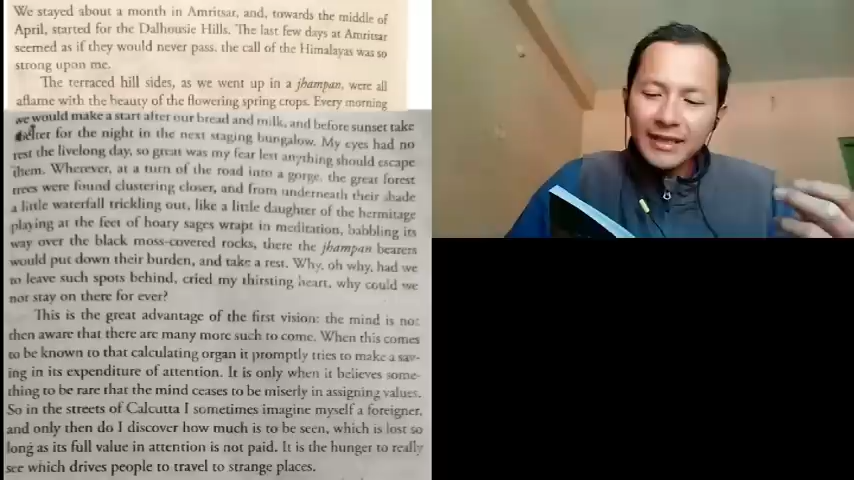 We stayed about a month in Amritsar, and, towards the middle of
April, started for the Dalhousie Hills. The last few days at Amritsar
seemed as if they would never pass, the call of the Himalayas was so
strong upon me.
The terraced hill sides, as we went up in a jhampan, were all
aflame with the beauty of the flowering spring crops. Every morning
we would make a start after our bread and milk, and before sunset take
shelter for the night in the next staging bungalow. My eyes had no
rest the livelong day, so great was my fear lest anything should escape
them. Wherever, at a turn of the road into a gorge, the great forest
trees were found clustering closer, and from underneath their shade
a little waterfall trickling out, like a little daughter of the hermitage
playing at the feet of hoary sages wrapt in meditation, babbling its
way over the black moss-covered rocks, there the jhampan bearers
would put down their burden, and take a rest. Why, oh why, had we
to leave such spots behind, cried my thirsting heart, why could we
not stay on there for ever?
This is the great advantage of the first vision: the mind is not
then aware that there are many more such to come. When this comes
to be known to that calculating organ it promptly tries to make a sav-
ing in its expenditure of attention. It is only when it believes some-
thing to be rare that the mind ceases to be miserly in assigning values.
So in the streets of Calcutta I sometimes imagine myself a foreigner,
and only then do I discover how much is to be seen, which is lost so
long as its full value in attention is not paid. It is the hunger to really
see which drives people to travel to strange places.